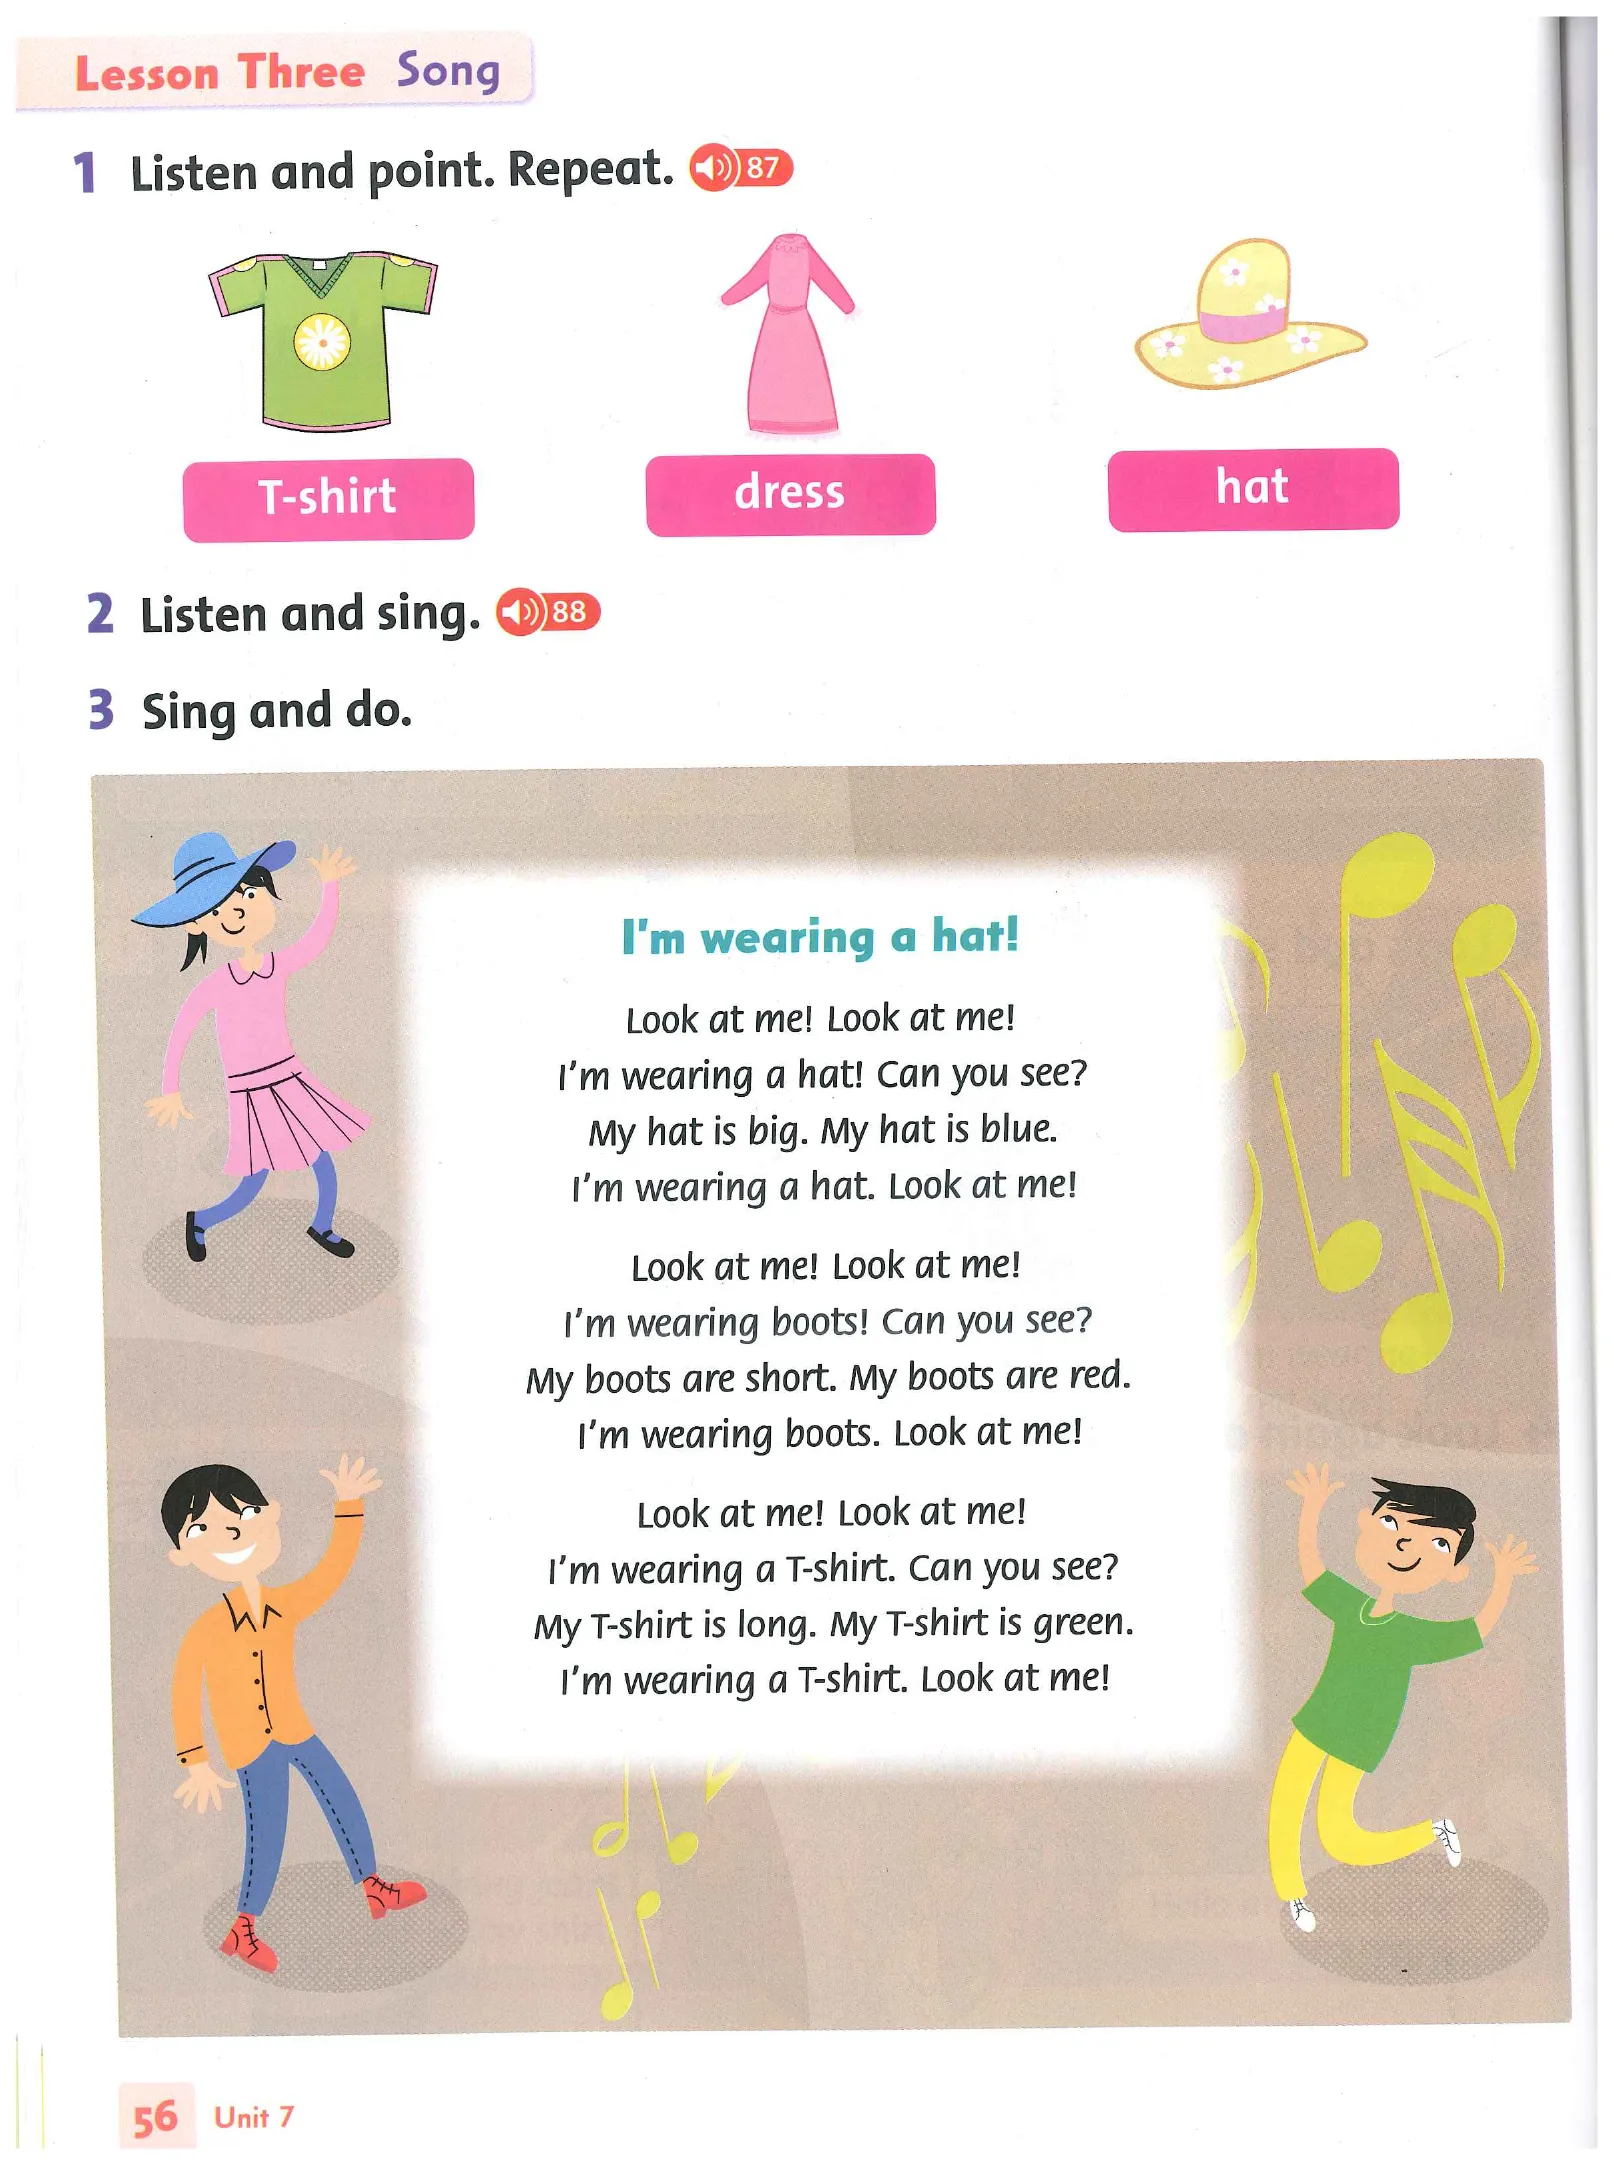 Lesson Three Song
1 Listen and point. Repeat. 87
T-shirt
dress
hat
2 Listen and sing. 88
3 Sing and do.
I'm wearing a hat!
Look at me! Look at me!
I'm wearing a hat! Can you see?
My hat is big. My hat is blue.
I'm wearing a hat. Look at me!
Look at me! Look at me!
I'm wearing boots! Can you see?
My boots are short. My boots are red.
I'm wearing boots. Look at me!
Look at me! Look at me!
I'm wearing a T-shirt. Can you see?
My T-shirt is long. My T-shirt is green.
I'm wearing a T-shirt. Look at me!
56 Unit 7